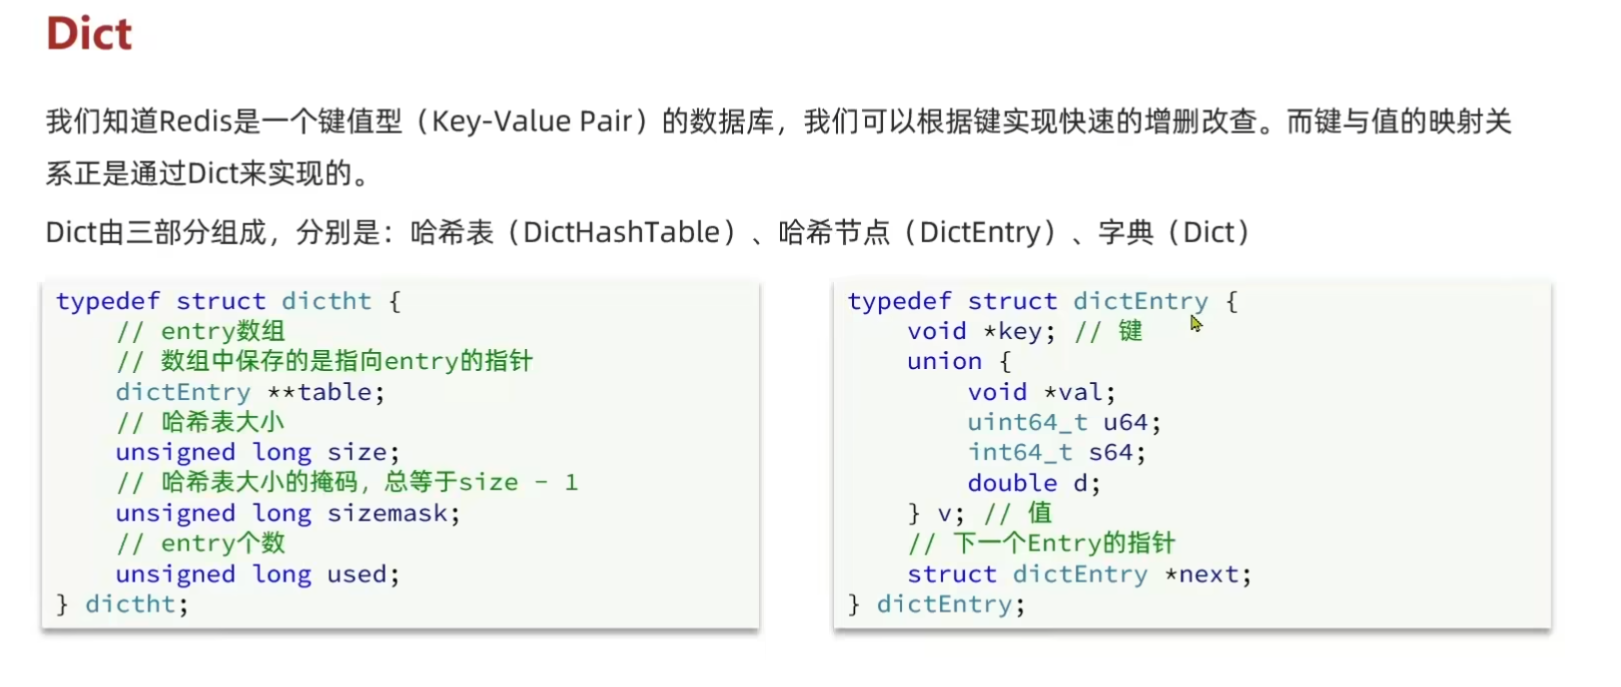 Dict
我们知道Redis是一个键值型（Key-Value Pair）的数据库，我们可以根据键实现快速的增删改查。而键与值的映射关
系正是通过Dict来实现的。
Dict由三部分组成，分别是：哈希表（DictHashTable）、哈希节点（DictEntry）、字典（Dict）
typedef struct dictht {
    // entry数组
    // 数组中保存的是指向entry的指针
    dictEntry **table;
    // 哈希表大小
    unsigned long size;
    // 哈希表大小的掩码，总等于size - 1
    unsigned long sizemask;
    // entry个数
    unsigned long used;
} dictht;
typedef struct dictEntry {
    void *key; // 键
    union {
        void *val;
        uint64_t u64;
        int64_t s64;
        double d;
    } v; // 值
    // 下一个Entry的指针
    struct dictEntry *next;
} dictEntry;